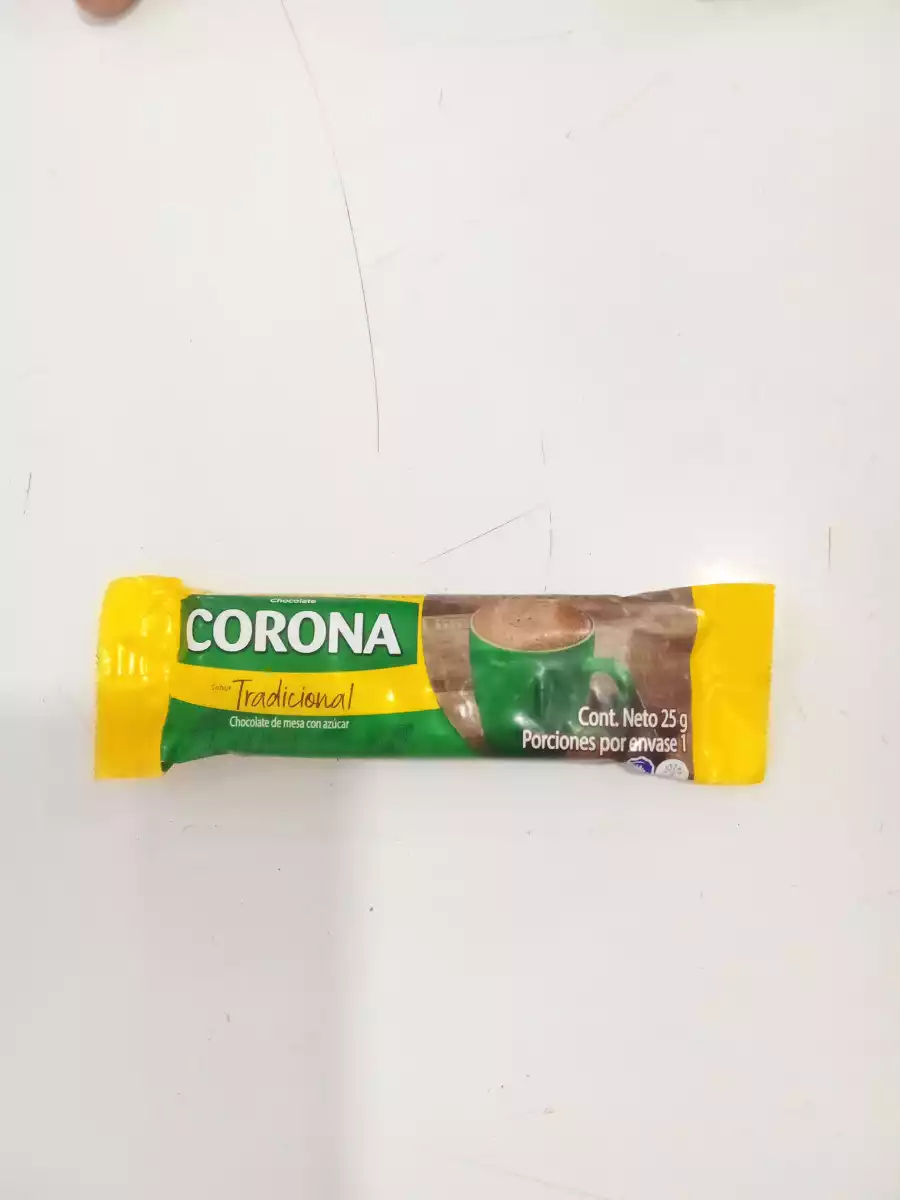 Chocolate
CORONA
Sabor Tradicional
Chocolate de mesa con azúcar
Cont. Neto 25 g
Porciones por envase 1